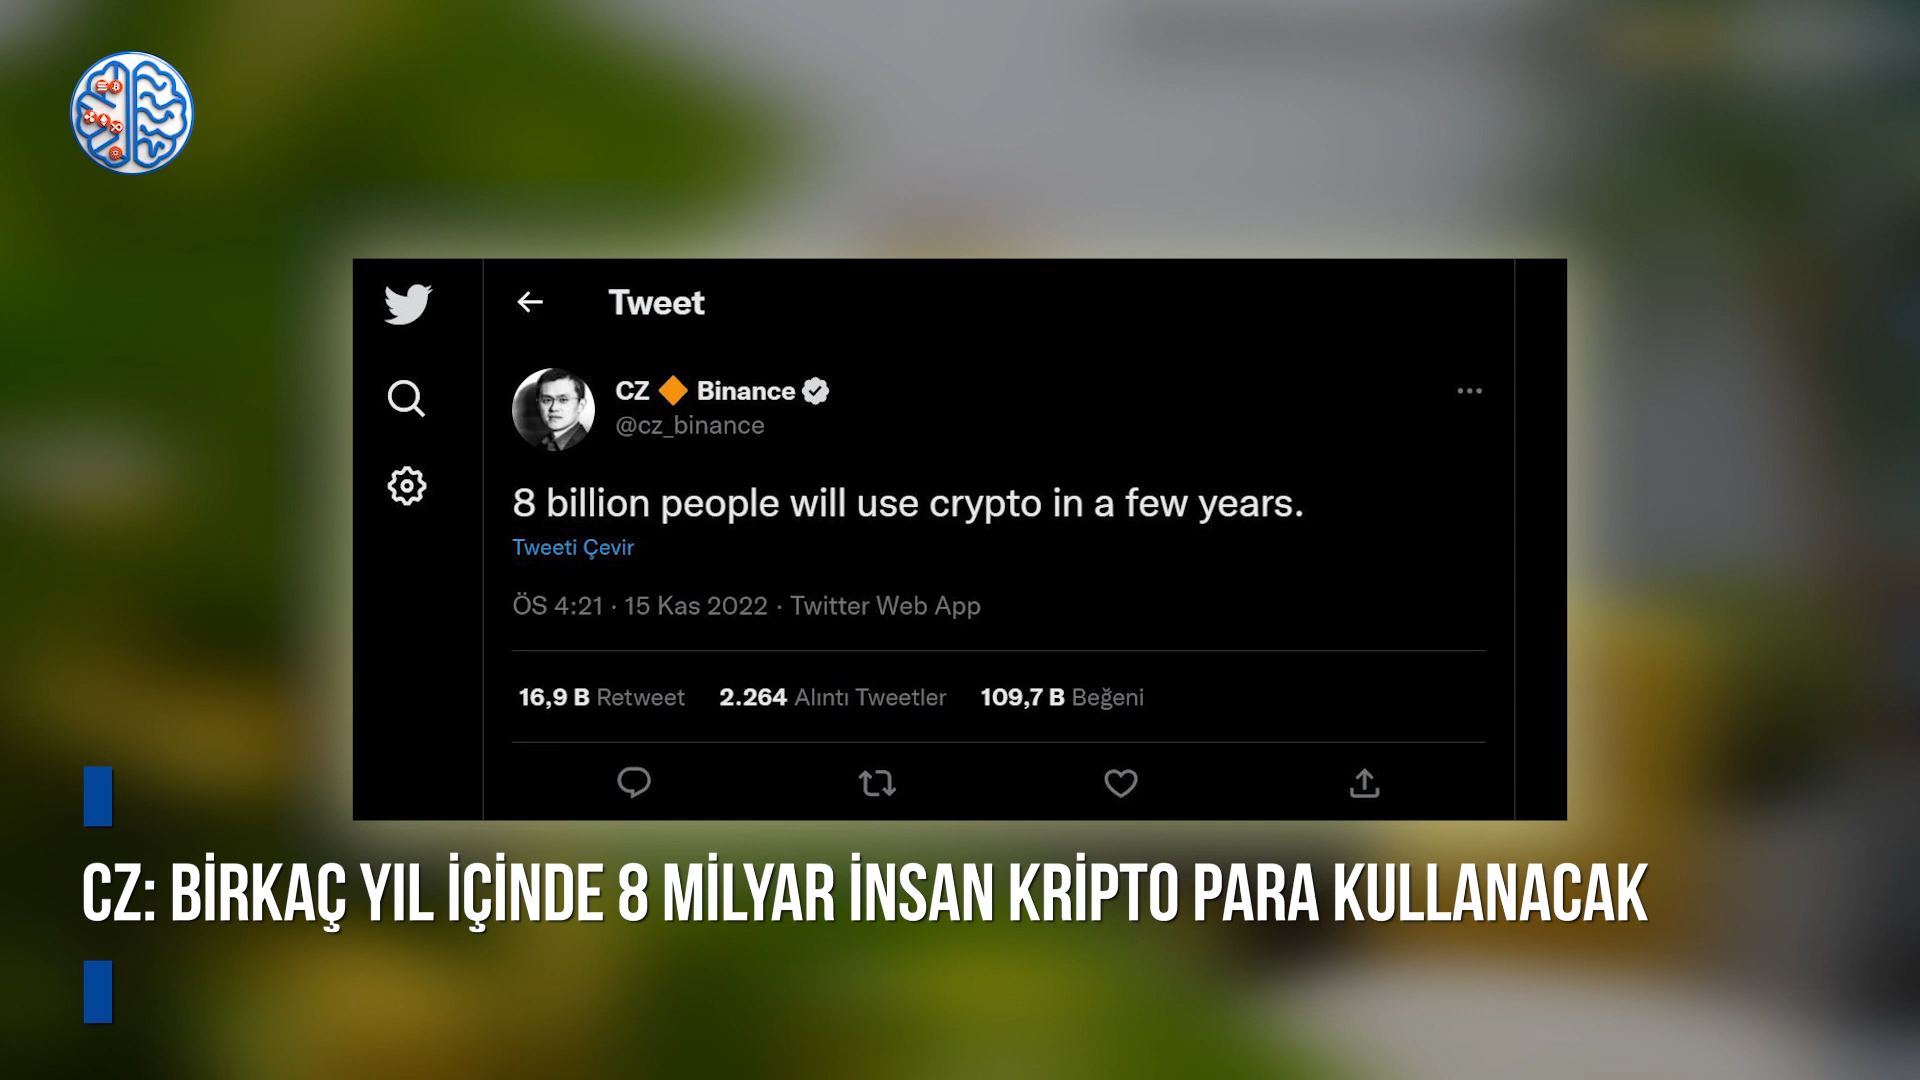 Tweet
CZ 🔶 Binance
@cz_binance
8 billion people will use crypto in a few years.
Tweeti Çevir
ÖS 4:21 · 15 Kas 2022 · Twitter Web App
16,9 B Retweet 2.264 Alıntı Tweetler 109,7 B Beğeni
CZ: BİRKAÇ YIL İÇİNDE 8 MİLYAR İNSAN KRİPTO PARA KULLANACAK